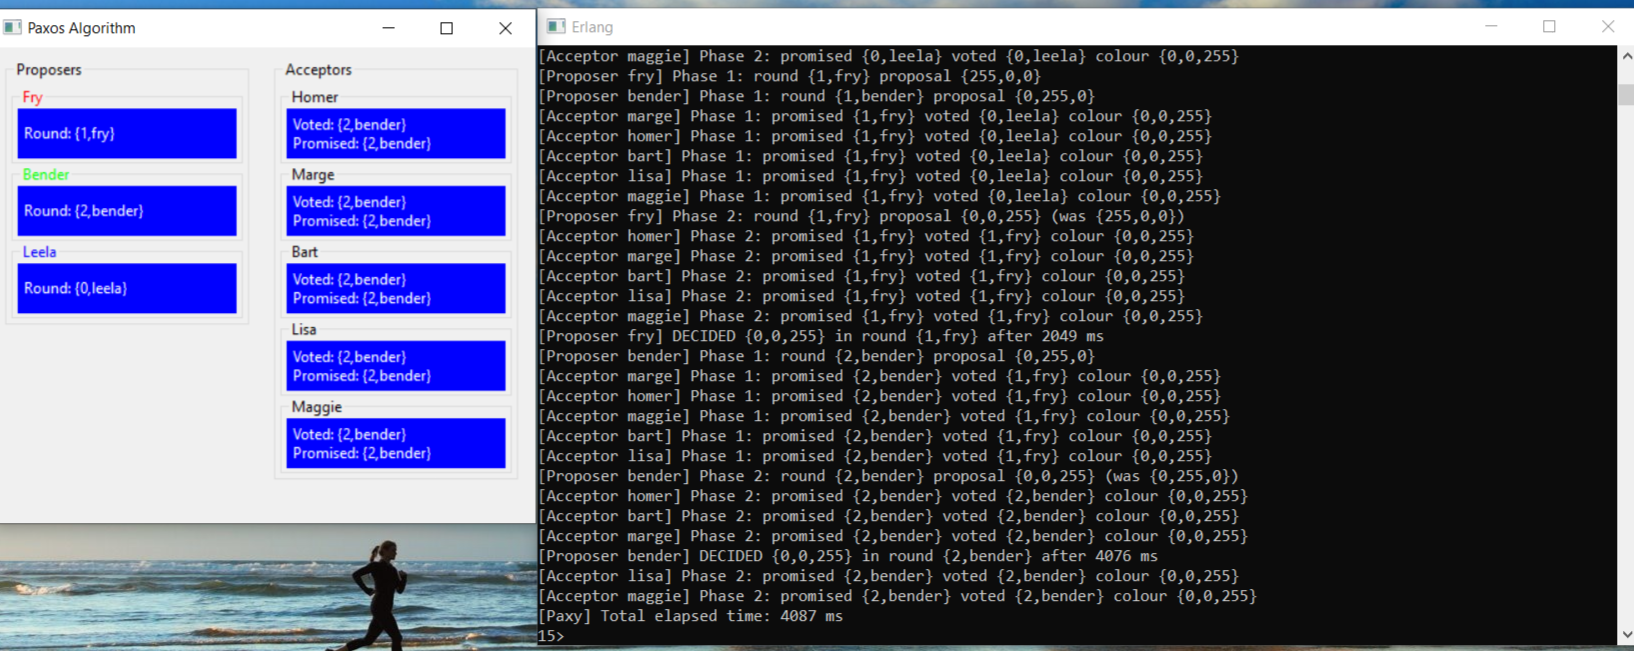 Paxos Algorithm
Proposers
Fry
Round: {1,fry}
Bender
Round: {2,bender}
Leela
Round: {0,leela}
Acceptors
Homer
Voted: {2,bender}
Promised: {2,bender}
Marge
Voted: {2,bender}
Promised: {2,bender}
Bart
Voted: {2,bender}
Promised: {2,bender}
Lisa
Voted: {2,bender}
Promised: {2,bender}
Maggie
Voted: {2,bender}
Promised: {2,bender}
Erlang
[Acceptor maggie] Phase 2: promised {0,leela} voted {0,leela} colour {0,0,255}
[Proposer fry] Phase 1: round {1,fry} proposal {255,0,0}
[Proposer bender] Phase 1: round {1,bender} proposal {0,255,0}
[Acceptor marge] Phase 1: promised {1,fry} voted {0,leela} colour {0,0,255}
[Acceptor homer] Phase 1: promised {1,fry} voted {0,leela} colour {0,0,255}
[Acceptor bart] Phase 1: promised {1,fry} voted {0,leela} colour {0,0,255}
[Acceptor lisa] Phase 1: promised {1,fry} voted {0,leela} colour {0,0,255}
[Acceptor maggie] Phase 1: promised {1,fry} voted {0,leela} colour {0,0,255}
[Proposer fry] Phase 2: round {1,fry} proposal {0,0,255} (was {255,0,0})
[Acceptor homer] Phase 2: promised {1,fry} voted {1,fry} colour {0,0,255}
[Acceptor marge] Phase 2: promised {1,fry} voted {1,fry} colour {0,0,255}
[Acceptor bart] Phase 2: promised {1,fry} voted {1,fry} colour {0,0,255}
[Acceptor lisa] Phase 2: promised {1,fry} voted {1,fry} colour {0,0,255}
[Acceptor maggie] Phase 2: promised {1,fry} voted {1,fry} colour {0,0,255}
[Proposer fry] DECIDED {0,0,255} in round {1,fry} after 2049 ms
[Proposer bender] Phase 1: round {2,bender} proposal {0,255,0}
[Acceptor marge] Phase 1: promised {2,bender} voted {1,fry} colour {0,0,255}
[Acceptor homer] Phase 1: promised {2,bender} voted {1,fry} colour {0,0,255}
[Acceptor maggie] Phase 1: promised {2,bender} voted {1,fry} colour {0,0,255}
[Acceptor bart] Phase 1: promised {2,bender} voted {1,fry} colour {0,0,255}
[Acceptor lisa] Phase 1: promised {2,bender} voted {1,fry} colour {0,0,255}
[Proposer bender] Phase 2: round {2,bender} proposal {0,0,255} (was {0,255,0})
[Acceptor homer] Phase 2: promised {2,bender} voted {2,bender} colour {0,0,255}
[Acceptor bart] Phase 2: promised {2,bender} voted {2,bender} colour {0,0,255}
[Acceptor marge] Phase 2: promised {2,bender} voted {2,bender} colour {0,0,255}
[Proposer bender] DECIDED {0,0,255} in round {2,bender} after 4076 ms
[Acceptor lisa] Phase 2: promised {2,bender} voted {2,bender} colour {0,0,255}
[Acceptor maggie] Phase 2: promised {2,bender} voted {2,bender} colour {0,0,255}
[Paxy] Total elapsed time: 4087 ms
15>